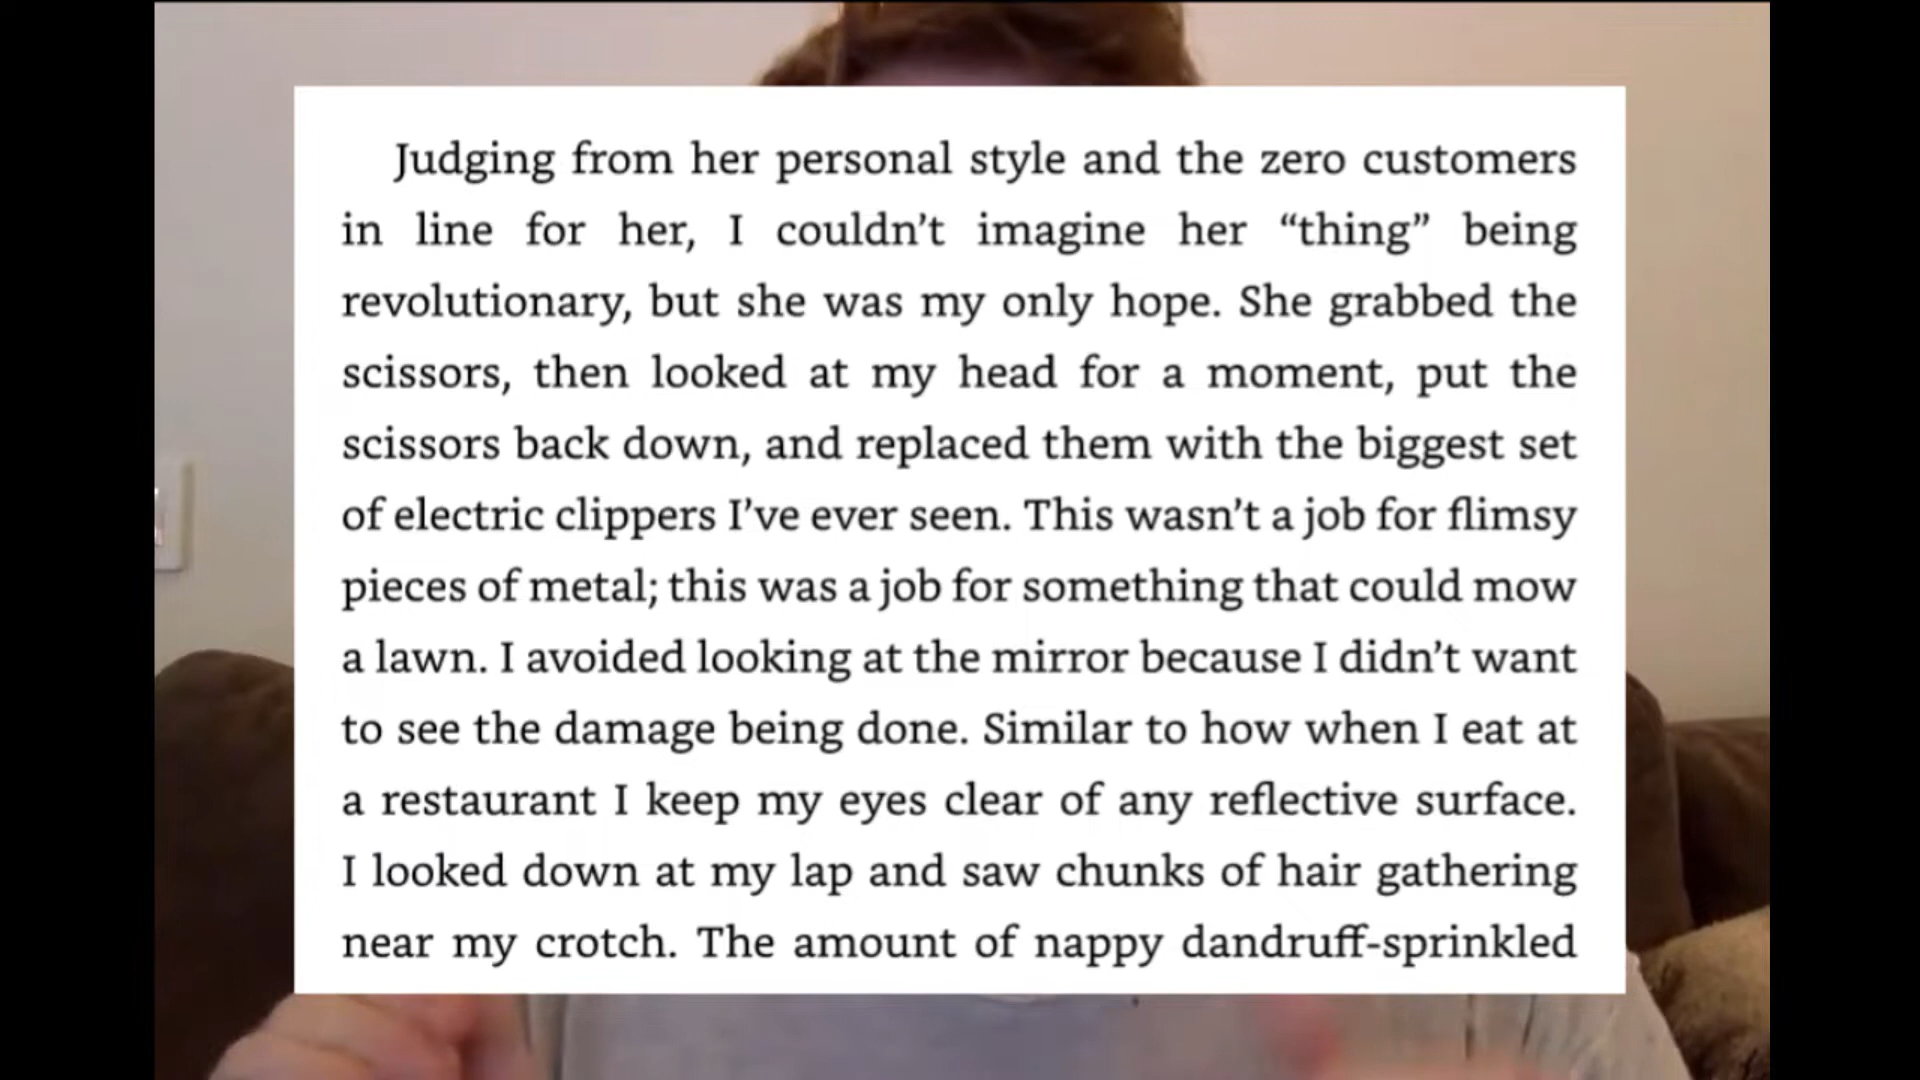 Judging from her personal style and the zero customers
in line for her, I couldn’t imagine her “thing” being
revolutionary, but she was my only hope. She grabbed the
scissors, then looked at my head for a moment, put the
scissors back down, and replaced them with the biggest set
of electric clippers I’ve ever seen. This wasn’t a job for flimsy
pieces of metal; this was a job for something that could mow
a lawn. I avoided looking at the mirror because I didn’t want
to see the damage being done. Similar to how when I eat at
a restaurant I keep my eyes clear of any reflective surface.
I looked down at my lap and saw chunks of hair gathering
near my crotch. The amount of nappy dandruff-sprinkled